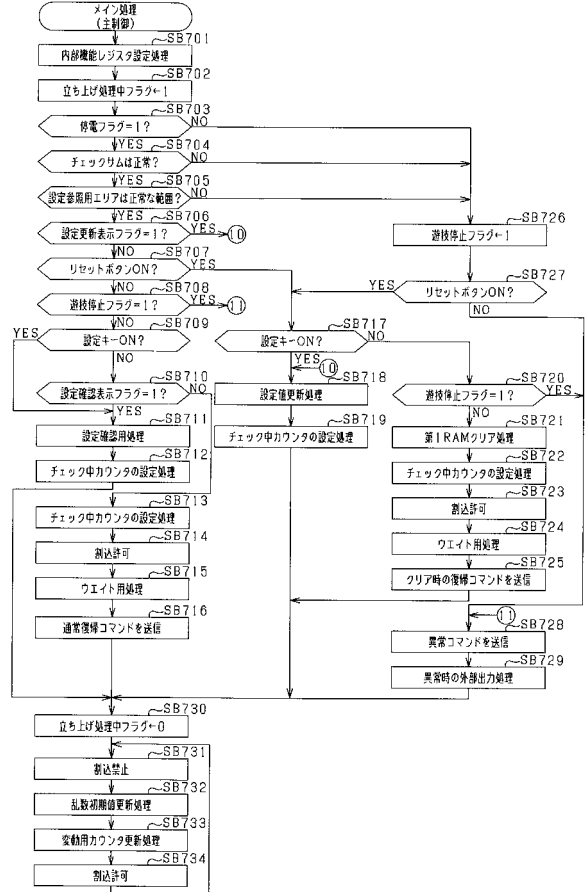 メイン処理
(主制御)
SB701
内部機能レジスタ設定処理
SB702
立ち上げ処理中フラグ←1
SB703
停電フラグ=1?
NO
YES
SB704
チェックサムは正常?
NO
YES
SB705
設定参照用エリアは正常な範囲?
NO
YES
SB706
設定更新表示フラグ=1?
YES
10
NO
SB707
リセットボタンON?
YES
NO
SB708
遊技停止フラグ=1?
YES
11
NO
SB709
設定キーON?
YES
NO
SB710
設定確認表示フラグ=1?
NO
YES
SB711
設定確認用処理
SB712
チェック中カウンタの設定処理
SB713
チェック中カウンタの設定処理
SB714
割込許可
SB715
ウエイト用処理
SB716
通常復帰コマンドを送信
SB717
設定キーON?
NO
YES
10
SB718
設定値更新処理
SB719
チェック中カウンタの設定処理
SB726
遊技停止フラグ←1
SB727
リセットボタンON?
YES
NO
SB720
遊技停止フラグ=1?
YES
NO
SB721
第1RAMクリア処理
SB722
チェック中カウンタの設定処理
SB723
割込許可
SB724
ウエイト用処理
SB725
クリア時の復帰コマンドを送信
11
SB728
異常コマンドを送信
SB729
異常時の外部出力処理
SB730
立ち上げ処理中フラグ←0
SB731
割込禁止
SB732
乱数初期値更新処理
SB733
変動用カウンタ更新処理
SB734
割込許可